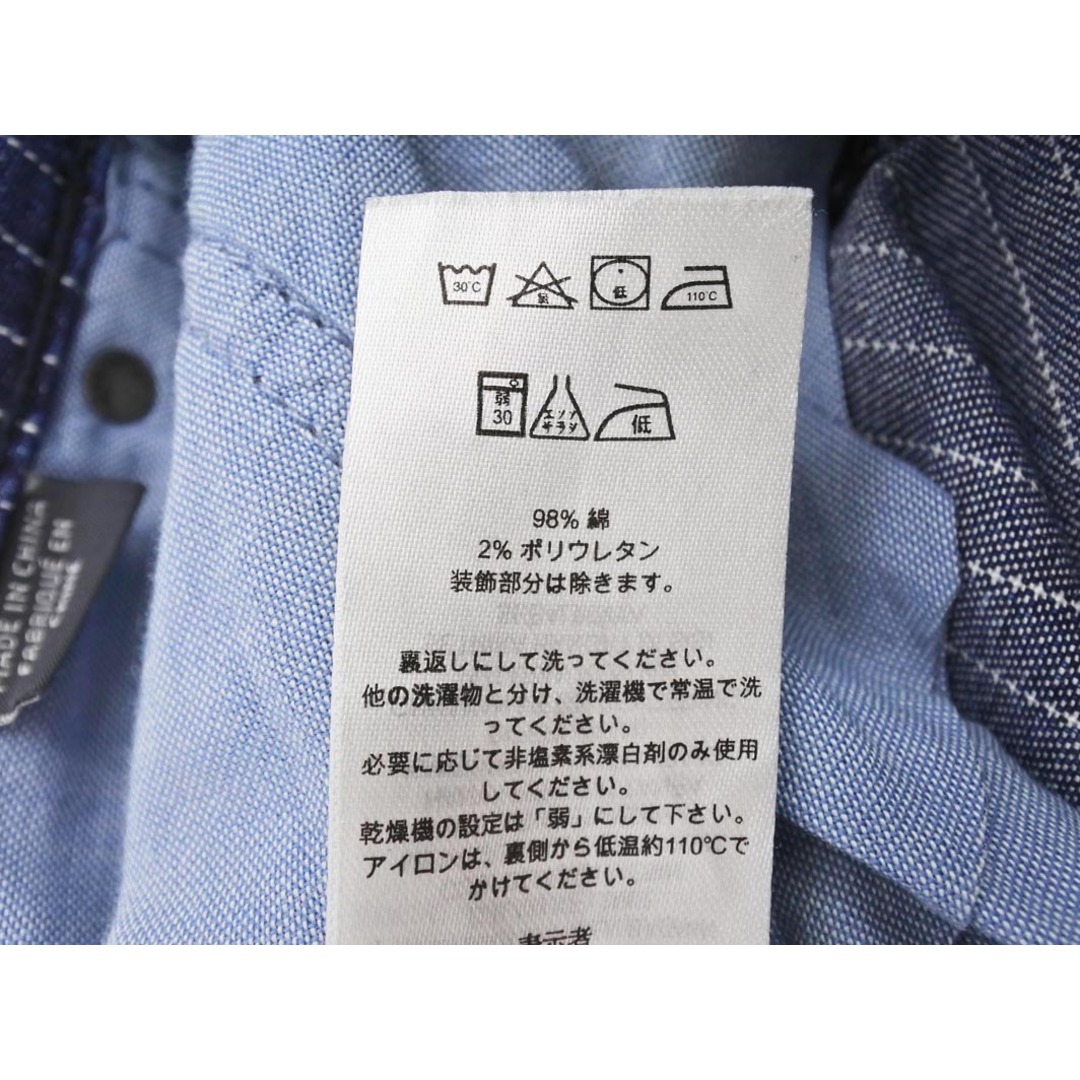 30°C
低
110°C
弱
30
エンソ
サラシ
低
98% 綿
2% ポリウレタン
装飾部分は除きます。
裏返しにして洗ってください。
他の洗濯物と分け、洗濯機で常温で洗
ってください。
必要に応じて非塩素系漂白剤のみ使用
してください。
乾燥機の設定は「弱」にして下さい。
アイロンは、裏側から低温約110℃で
かけてください。
表示者
MADE IN CHINA
FABRIQUÉ EN